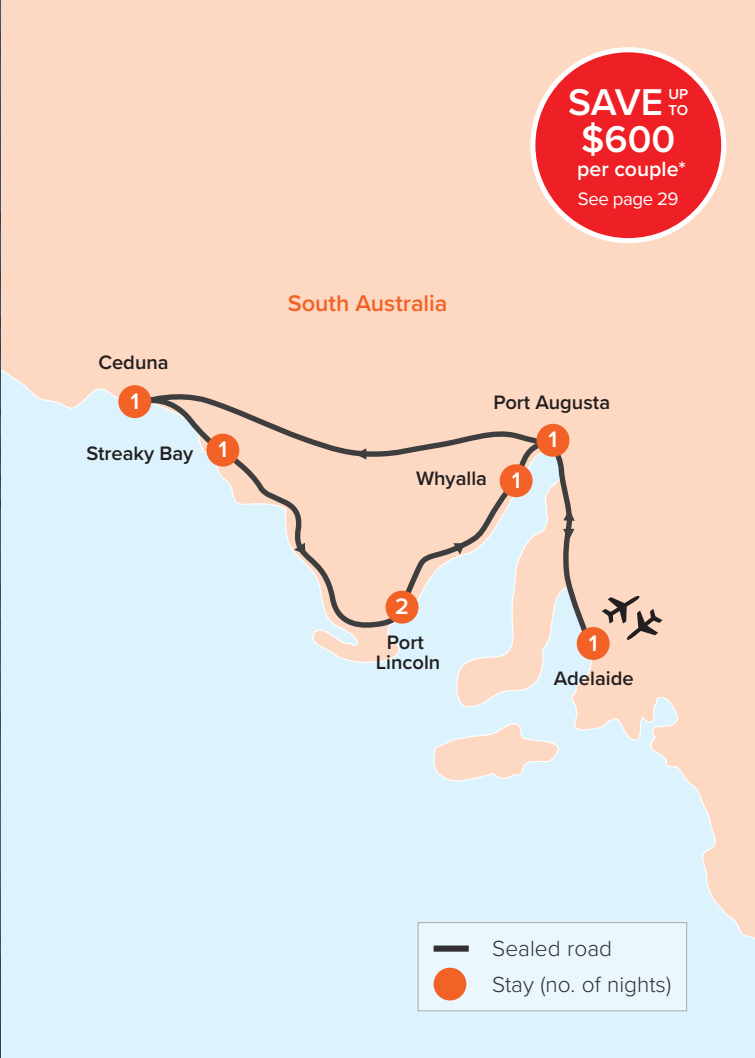 SAVE UP TO
$600
per couple*
See page 29
South Australia
Ceduna
1
Port Augusta
1
Streaky Bay
1
Whyalla
1
2
Port
Lincoln
1
Adelaide
Sealed road
Stay (no. of nights)